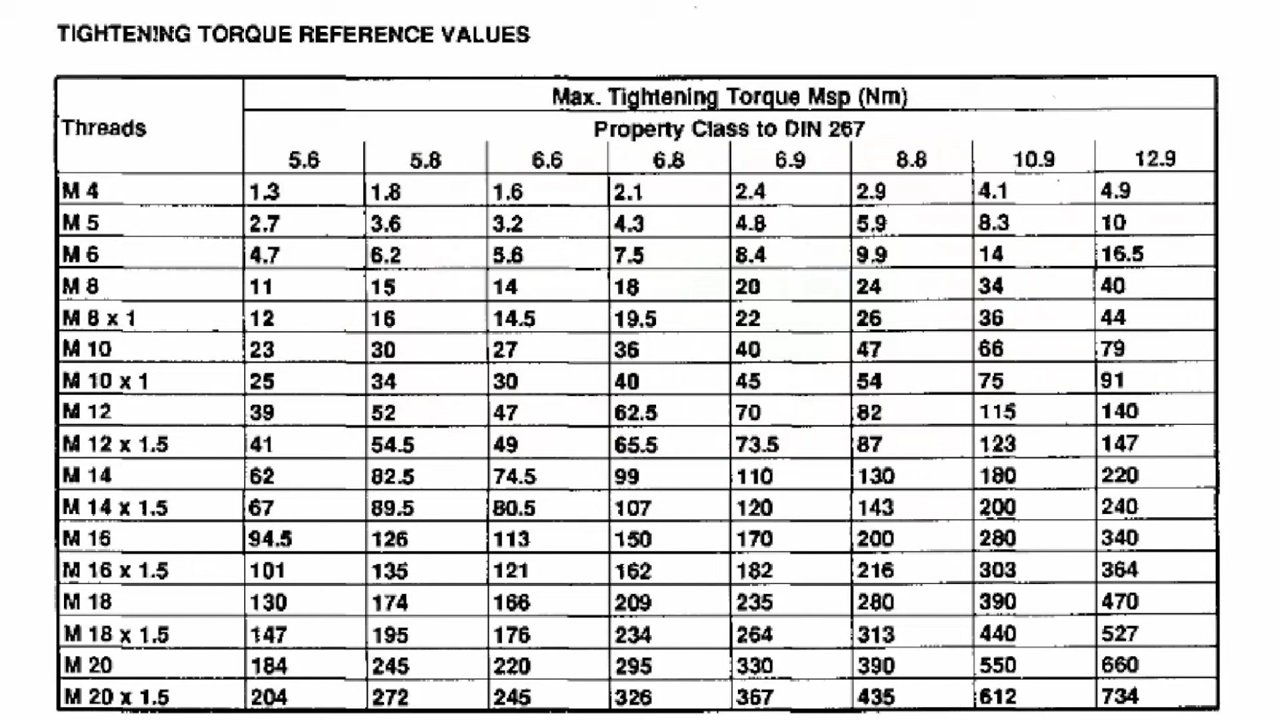 TIGHTENING TORQUE REFERENCE VALUES
Max. Tightening Torque Msp (Nm)
Threads Property Class to DIN 267
5.6 5.8 6.6 6.8 6.9 8.8 10.9 12.9
M 4 1.3 1.8 1.6 2.1 2.4 2.9 4.1 4.9
M 5 2.7 3.6 3.2 4.3 4.8 5.9 8.3 10
M 6 4.7 6.2 5.6 7.5 8.4 9.9 14 16.5
M 8 11 15 14 18 20 24 34 40
M 8 x 1 12 16 14.5 19.5 22 26 36 44
M 10 23 30 27 36 40 47 66 79
M 10 x 1 25 34 30 40 45 54 75 91
M 12 39 52 47 62.5 70 82 115 140
M 12 x 1.5 41 54.5 49 65.5 73.5 87 123 147
M 14 62 82.5 74.5 99 110 130 180 220
M 14 x 1.5 67 89.5 80.5 107 120 143 200 240
M 16 94.5 126 113 150 170 200 280 340
M 16 x 1.5 101 135 121 162 182 216 303 364
M 18 130 174 166 209 235 280 390 470
M 18 x 1.5 147 195 176 234 264 313 440 527
M 20 184 245 220 295 330 390 550 660
M 20 x 1.5 204 272 245 326 367 435 612 734